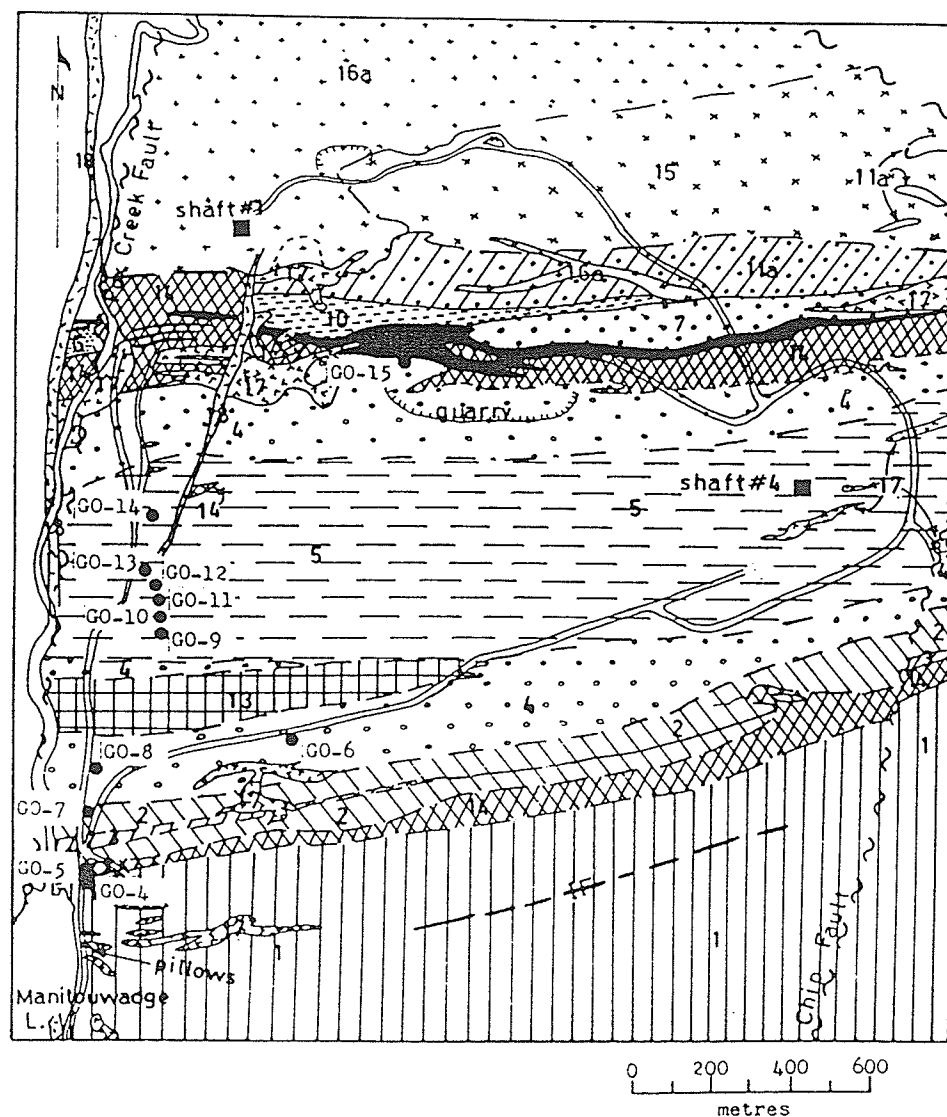 16a
N
18
Creek Fault
15
11a
shaft #1
17
16a
11a
17
10
7
14
GO-15
17
4
quarry
4
shaft #4
17
GO-14
14
5
5
GO-13
GO-12
GO-11
GO-10
GO-9
4
2
13
4
GO-8
GO-6
2
1
GO-7
2
2
14
GO-5
GO-4
1
1
pillows
Manitouwadge
L.
Chip Fault
0 200 400 600
metres